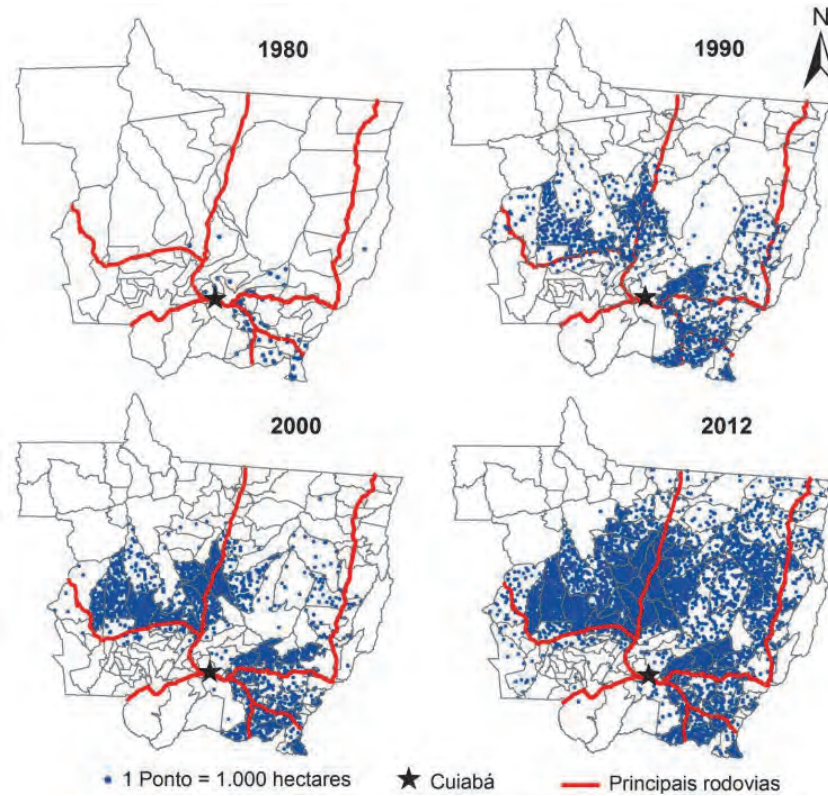 1980
1990
N
2000
2012
1 Ponto = 1.000 hectares
Cuiabá
Principais rodovias